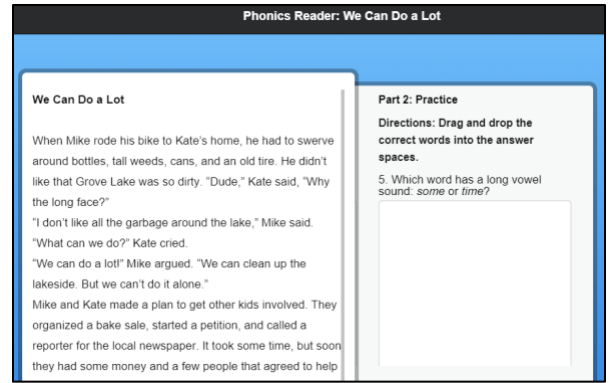 Phonics Reader: We Can Do a Lot
We Can Do a Lot
When Mike rode his bike to Kate's home, he had to swerve
around bottles, tall weeds, cans, and an old tire. He didn't
like that Grove Lake was so dirty. "Dude," Kate said, "Why
the long face?"
"I don't like all the garbage around the lake," Mike said.
"What can we do?" Kate cried.
"We can do a lot!" Mike argued. "We can clean up the
lakeside. But we can't do it alone."
Mike and Kate made a plan to get other kids involved. They
organized a bake sale, started a petition, and called a
reporter for the local newspaper. It took some time, but soon
they had some money and a few people that agreed to help
Part 2: Practice
Directions: Drag and drop the
correct words into the answer
spaces.
5. Which word has a long vowel
sound: some or time?